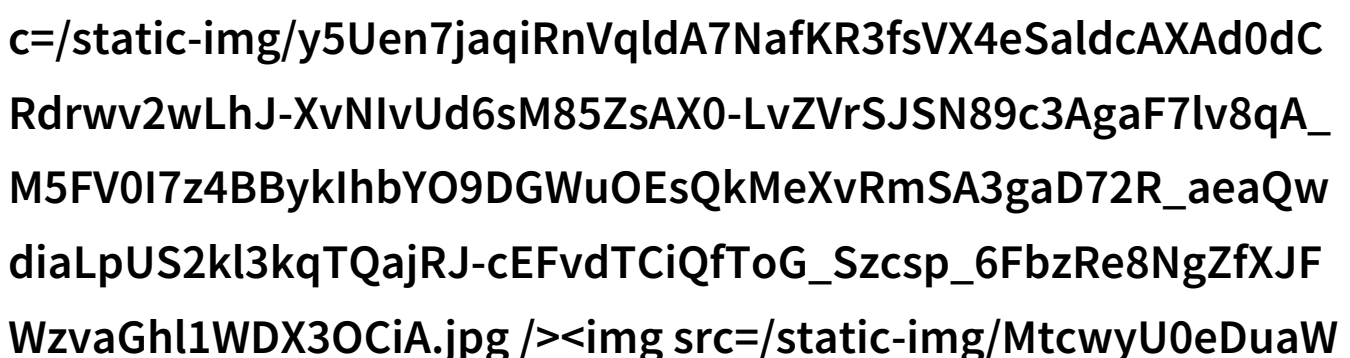 c=/static-img/y5Uen7jaqiRnVqldA7NafKR3fsVX4eSaldcAXAd0dC
Rdrwv2wLhJ-XvNIvUd6sM85ZsAX0-LvZVrSJSN89c3AgaF7lv8qA_
M5FV0I7z4BBykIhbYO9DGWuOEsQkMeXvRmSA3gaD72R_aeaQw
diaLpUS2kl3kqTQajRJ-cEFvdTCiQfToG_Szcsp_6FbzRe8NgZfXJF
WzvaGhl1WDX3OCiA.jpg /><img src=/static-img/MtcwyU0eDuaW